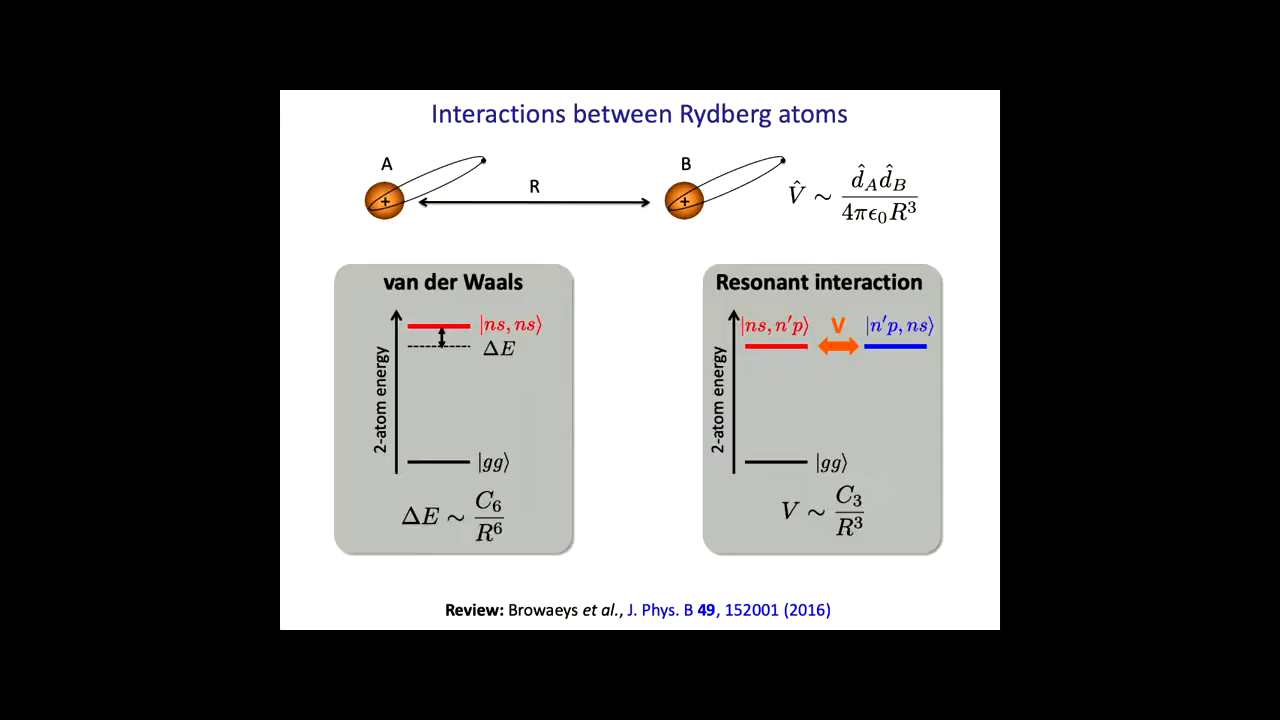 Interactions between Rydberg atoms
A
B
R
+
+
V̂ ∼ d̂_A d̂_B / 4πϵ₀R³
van der Waals
2-atom energy
|ns, ns⟩
ΔE
|gg⟩
ΔE ∼ C₆ / R⁶
Resonant interaction
2-atom energy
|ns, n′p⟩
V
|n′p, ns⟩
|gg⟩
V ∼ C₃ / R³
Review: Browaeys et al., J. Phys. B 49, 152001 (2016)